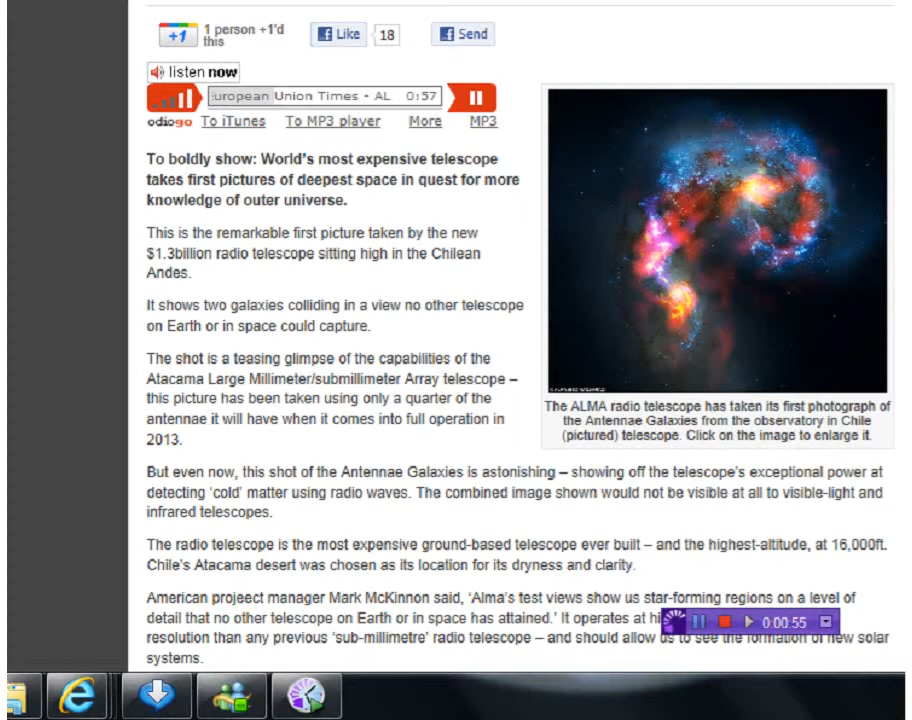 +1
1 person +1'd
this
Like
18
Send
listen now
European Union Times - AL 0:57
odiogo To iTunes To MP3 player More MP3
To boldly show: World's most expensive telescope
takes first pictures of deepest space in quest for more
knowledge of outer universe.
This is the remarkable first picture taken by the new
$1.3billion radio telescope sitting high in the Chilean
Andes.
It shows two galaxies colliding in a view no other telescope
on Earth or in space could capture.
The shot is a teasing glimpse of the capabilities of the
Atacama Large Millimeter/submillimeter Array telescope –
this picture has been taken using only a quarter of the
antennae it will have when it comes into full operation in
2013.
The ALMA radio telescope has taken its first photograph of
the Antennae Galaxies from the observatory in Chile
(pictured) telescope. Click on the image to enlarge it.
But even now, this shot of the Antennae Galaxies is astonishing – showing off the telescope's exceptional power at
detecting 'cold' matter using radio waves. The combined image shown would not be visible at all to visible-light and
infrared telescopes.
The radio telescope is the most expensive ground-based telescope ever built – and the highest-altitude, at 16,000ft.
Chile's Atacama desert was chosen as its location for its dryness and clarity.
American projeect manager Mark McKinnon said, 'Alma's test views show us star-forming regions on a level of
detail that no other telescope on Earth or in space has attained.' It operates at hi
0:00:55
resolution than any previous 'sub-millimetre' radio telescope – and should allow us to see the formation of new solar
systems.